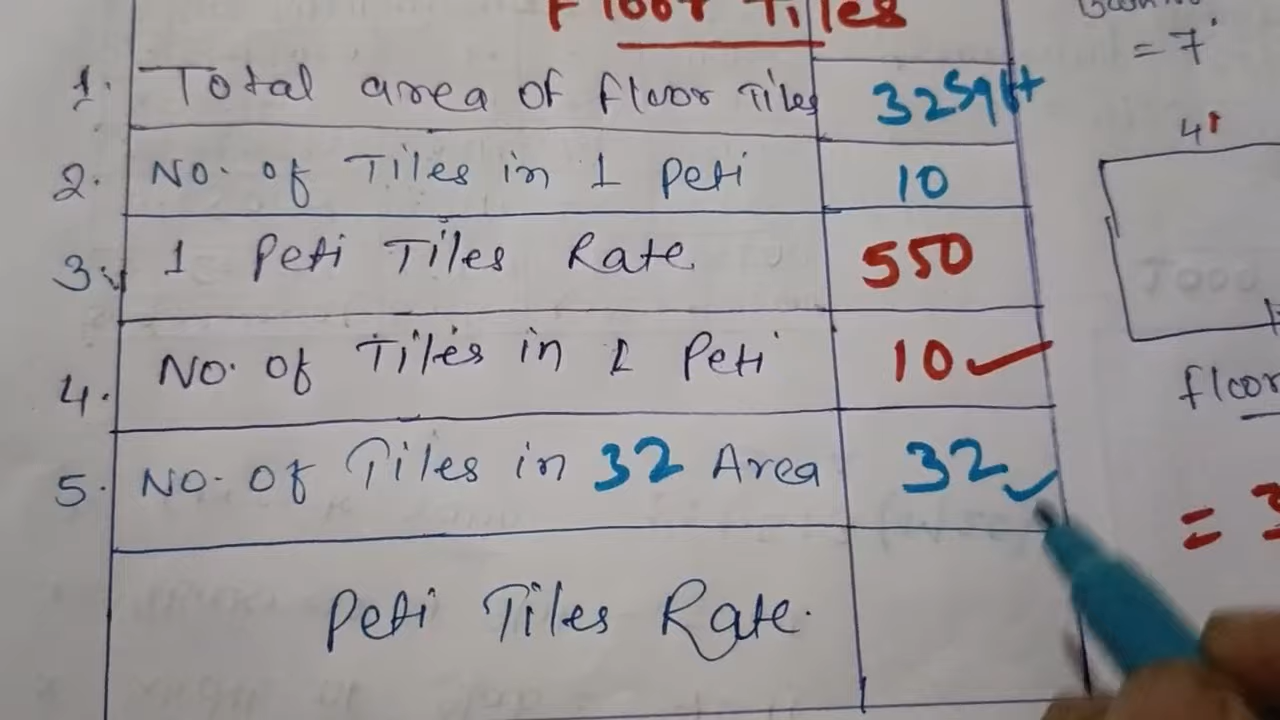 Floor Tiles
= 7'
1. Total area of floor Tiles 32 Sqft
4'
2. No. of Tiles in 1 Peti 10
3. 1 Peti Tiles Rate 550
4. No. of Tiles in 1 Peti 10
floor
5. No. of Tiles in 32 Area 32
=
Peti Tiles Rate.